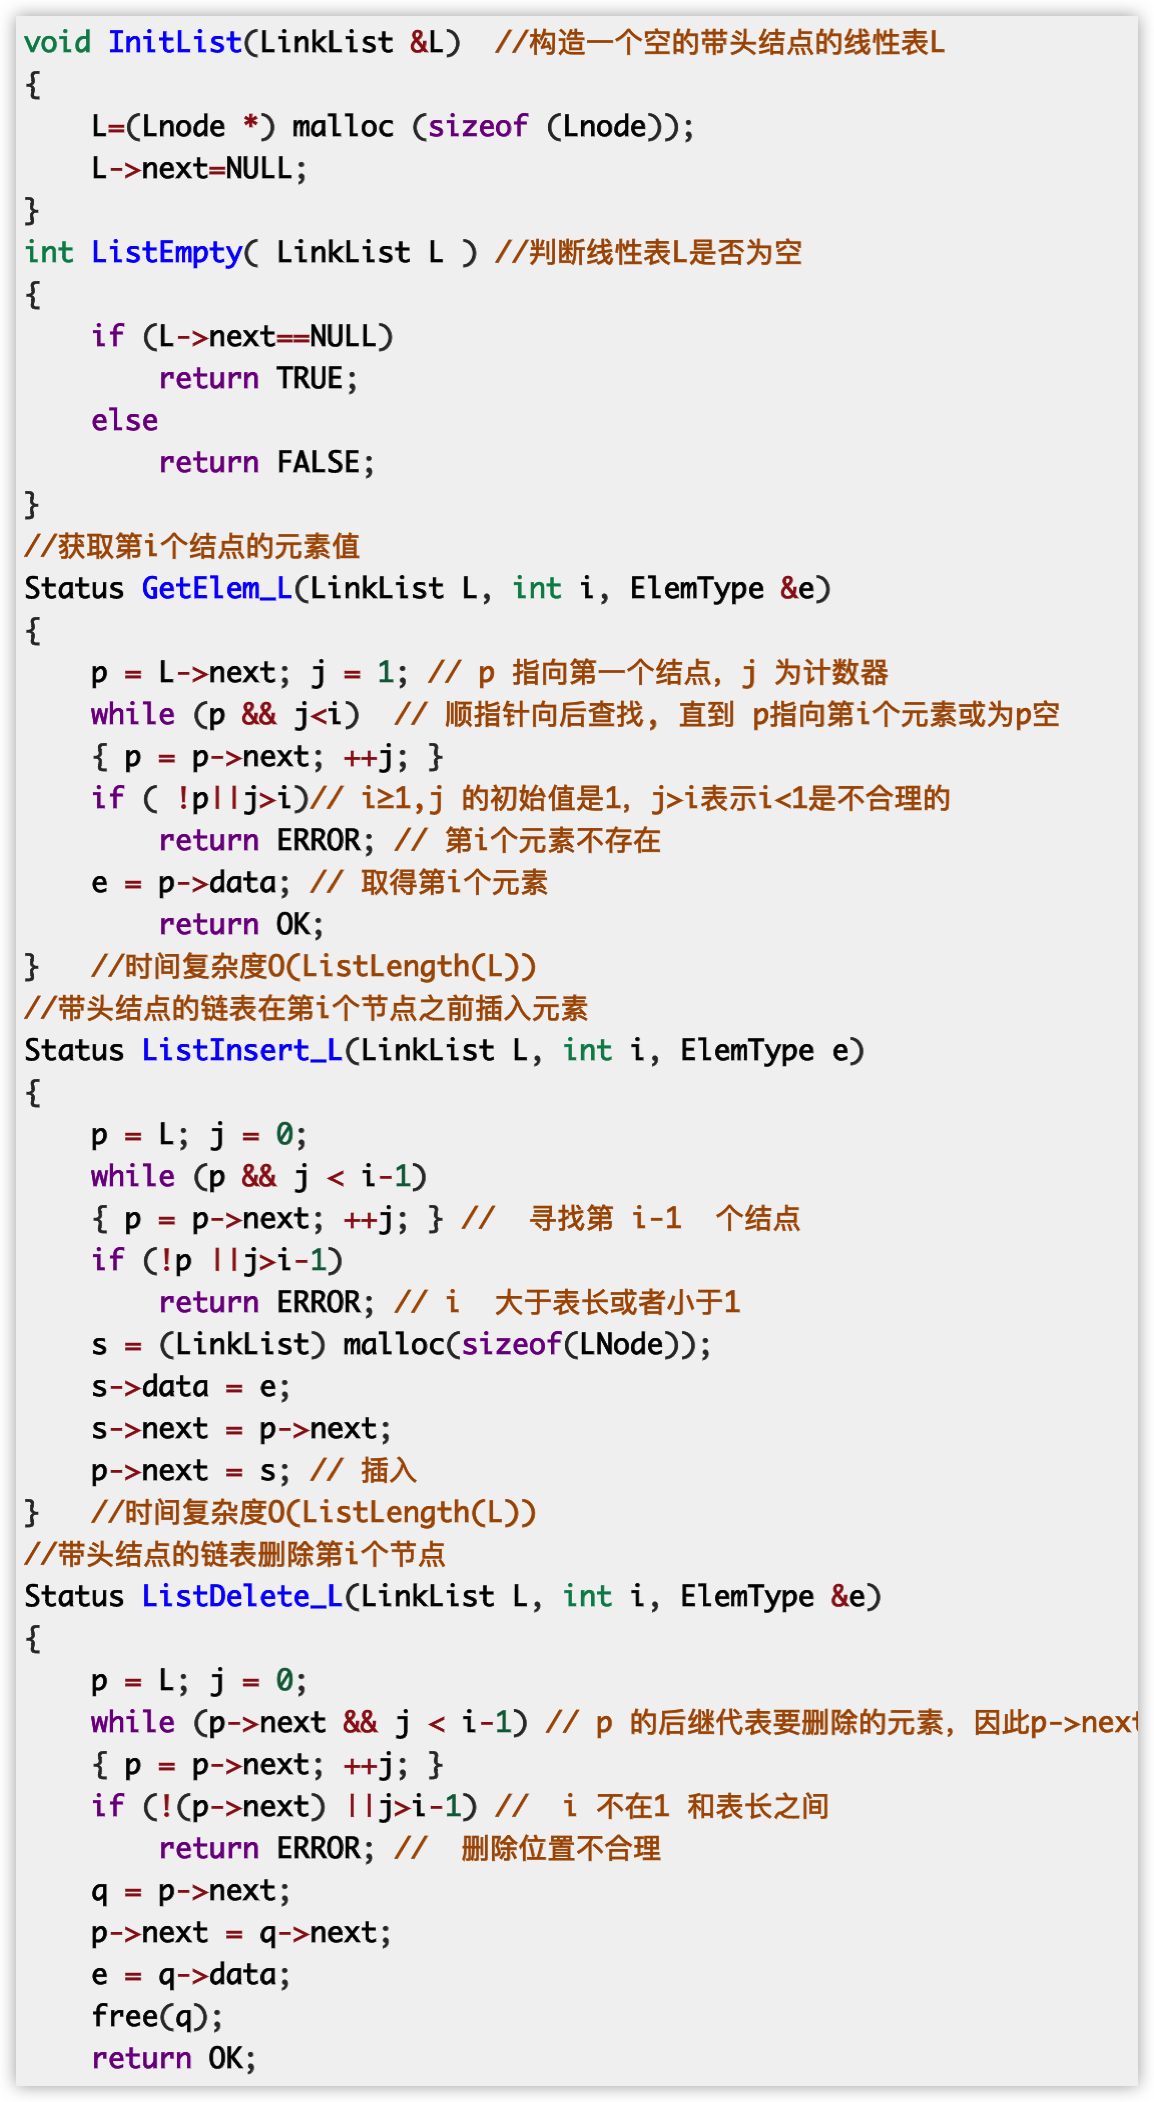 void InitList(LinkList &L)  //构造一个空的带头结点的线性表L
{
    L=(Lnode *) malloc (sizeof (Lnode));
    L->next=NULL;
}
int ListEmpty( LinkList L ) //判断线性表L是否为空
{
    if (L->next==NULL)
        return TRUE;
    else
        return FALSE;
}
//获取第i个结点的元素值
Status GetElem_L(LinkList L, int i, ElemType &e)
{
    p = L->next; j = 1; // p 指向第一个结点, j 为计数器
    while (p && j<i)  // 顺指针向后查找, 直到 p指向第i个元素或为p空
    { p = p->next; ++j; }
    if ( !p||j>i)// i≥1,j 的初始值是1, j>i表示i<1是不合理的
        return ERROR; // 第i个元素不存在
    e = p->data; // 取得第i个元素
        return OK;
}   //时间复杂度O(ListLength(L))
//带头结点的链表在第i个节点之前插入元素
Status ListInsert_L(LinkList L, int i, ElemType e)
{
    p = L; j = 0;
    while (p && j < i-1)
    { p = p->next; ++j; } //  寻找第 i-1  个结点
    if (!p ||j>i-1)
        return ERROR; // i  大于表长或者小于1
    s = (LinkList) malloc(sizeof(LNode));
    s->data = e;
    s->next = p->next;
    p->next = s; // 插入
}   //时间复杂度O(ListLength(L))
//带头结点的链表删除第i个节点
Status ListDelete_L(LinkList L, int i, ElemType &e)
{
    p = L; j = 0;
    while (p->next && j < i-1) // p 的后继代表要删除的元素, 因此p->next
    { p = p->next; ++j; }
    if (!(p->next) ||j>i-1) //  i 不在1 和表长之间
        return ERROR; //  删除位置不合理
    q = p->next;
    p->next = q->next;
    e = q->data;
    free(q);
    return OK;